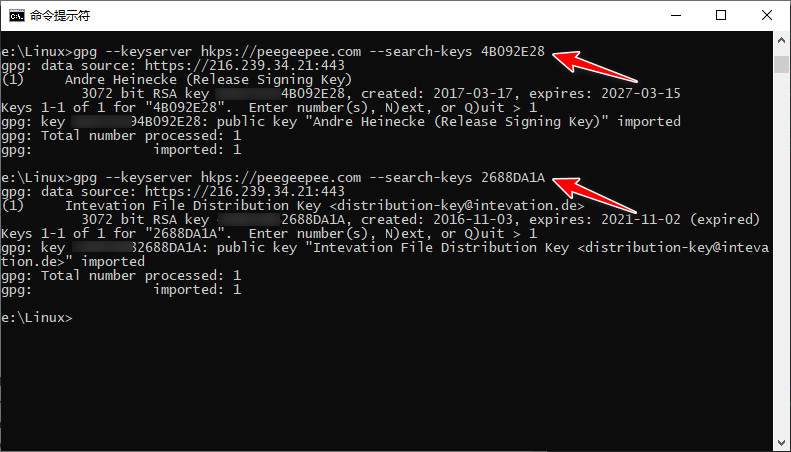 命令提示符
e:\Linux>gpg --keyserver hkps://peegeepee.com --search-keys 4B092E28
gpg: data source: https://216.239.34.21:443
(1)     Andre Heinecke (Release Signing Key)
          3072 bit RSA key 4B092E28, created: 2017-03-17, expires: 2027-03-15
Keys 1-1 of 1 for "4B092E28".  Enter number(s), N)ext, or Q)uit > 1
gpg: key 94B092E28: public key "Andre Heinecke (Release Signing Key)" imported
gpg: Total number processed: 1
gpg:               imported: 1
e:\Linux>gpg --keyserver hkps://peegeepee.com --search-keys 2688DA1A
gpg: data source: https://216.239.34.21:443
(1)     Intevation File Distribution Key <distribution-key@intevation.de>
          3072 bit RSA key 2688DA1A, created: 2016-11-03, expires: 2021-11-02 (expired)
Keys 1-1 of 1 for "2688DA1A".  Enter number(s), N)ext, or Q)uit > 1
gpg: key 82688DA1A: public key "Intevation File Distribution Key <distribution-key@inteva
tion.de>" imported
gpg: Total number processed: 1
gpg:               imported: 1
e:\Linux>